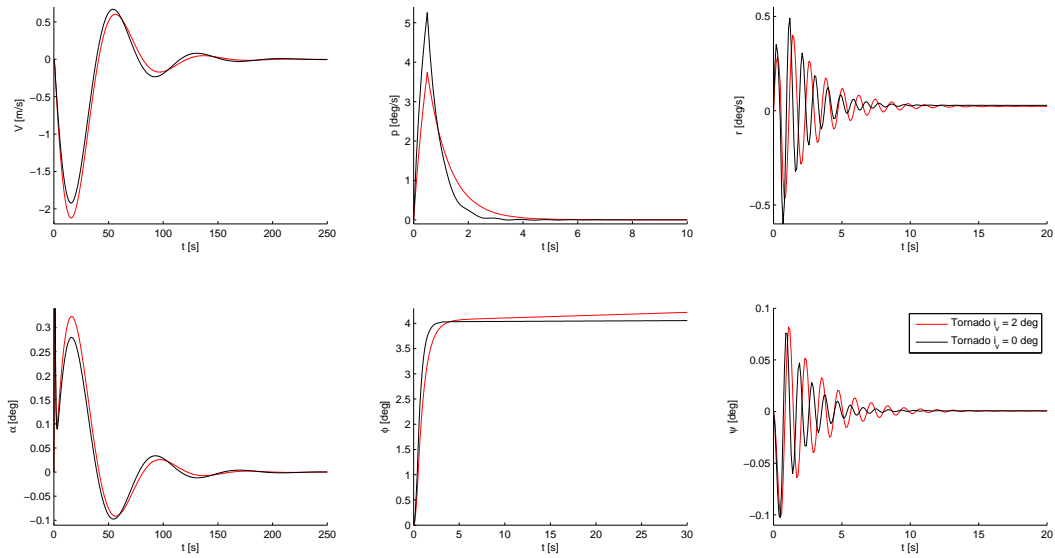 0.5
0
−0.5
−1
−1.5
−2
V [m/s]
0 50 100 150 200 250
t [s]
5
4
3
2
1
0
p [deg/s]
0 2 4 6 8 10
t [s]
0.5
0
−0.5
r [deg/s]
0 5 10 15 20
t [s]
0.3
0.25
0.2
0.15
0.1
0.05
0
−0.05
−0.1
α [deg]
0 50 100 150 200 250
t [s]
4
3.5
3
2.5
2
1.5
1
0.5
0
ϕ [deg]
0 5 10 15 20 25 30
t [s]
0.1
0.05
0
−0.05
−0.1
ψ [deg]
0 5 10 15 20
t [s]
Tornado i_v = 2 deg
Tornado i_v = 0 deg